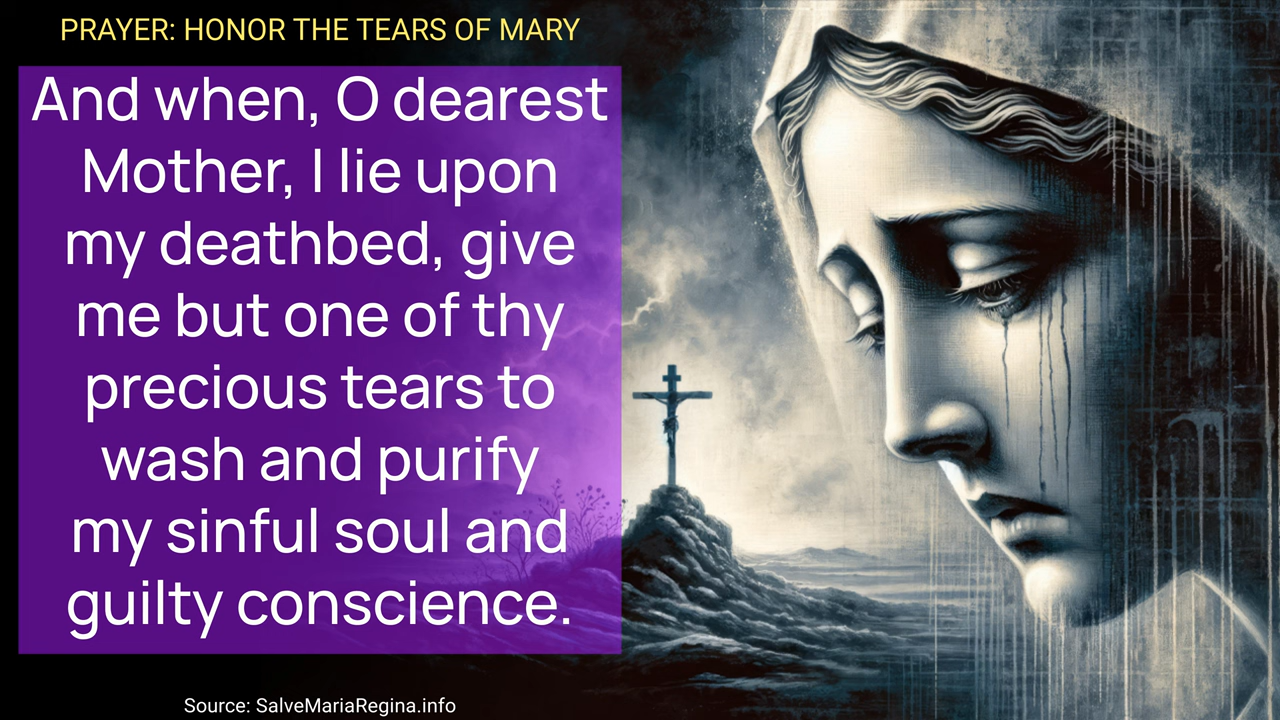 PRAYER: HONOR THE TEARS OF MARY
And when, O dearest
Mother, I lie upon
my deathbed, give
me but one of thy
precious tears to
wash and purify
my sinful soul and
guilty conscience.
Source: SalveMariaRegina.info